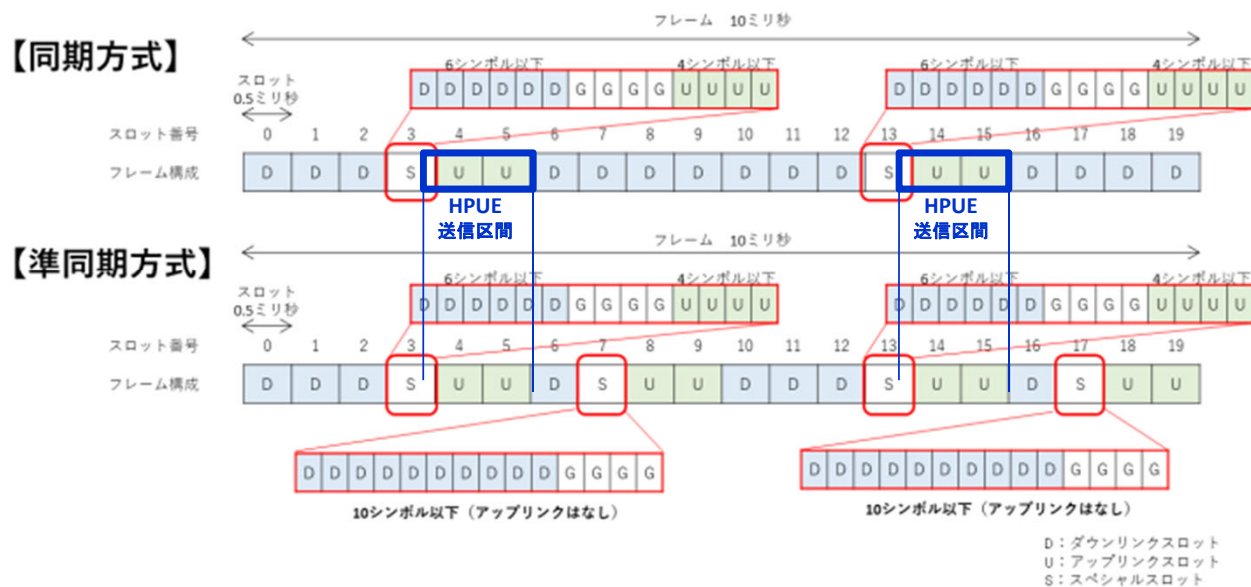 【同期方式】
フレーム 10ミリ秒
6シンボル以下 4シンボル以下 6シンボル以下 4シンボル以下
D D D D D D G G G G U U U U D D D D D D G G G G U U U U
スロット
0.5ミリ秒
スロット番号 0 1 2 3 4 5 6 7 8 9 10 11 12 13 14 15 16 17 18 19
フレーム構成 D D D S U U D D D D D D D S U U D D D D
HPUE
送信区間
HPUE
送信区間
【準同期方式】
フレーム 10ミリ秒
6シンボル以下 4シンボル以下 6シンボル以下 4シンボル以下
D D D D D D G G G G U U U U D D D D D D G G G G U U U U
スロット
0.5ミリ秒
スロット番号 0 1 2 3 4 5 6 7 8 9 10 11 12 13 14 15 16 17 18 19
フレーム構成 D D D S U U D S U U D D D S U U D S U U
D D D D D D D D D D G G G G
10シンボル以下（アップリンクはなし）
D D D D D D D D D D G G G G
10シンボル以下（アップリンクはなし）
D：ダウンリンクスロット
U：アップリンクスロット
S：スペシャルスロット